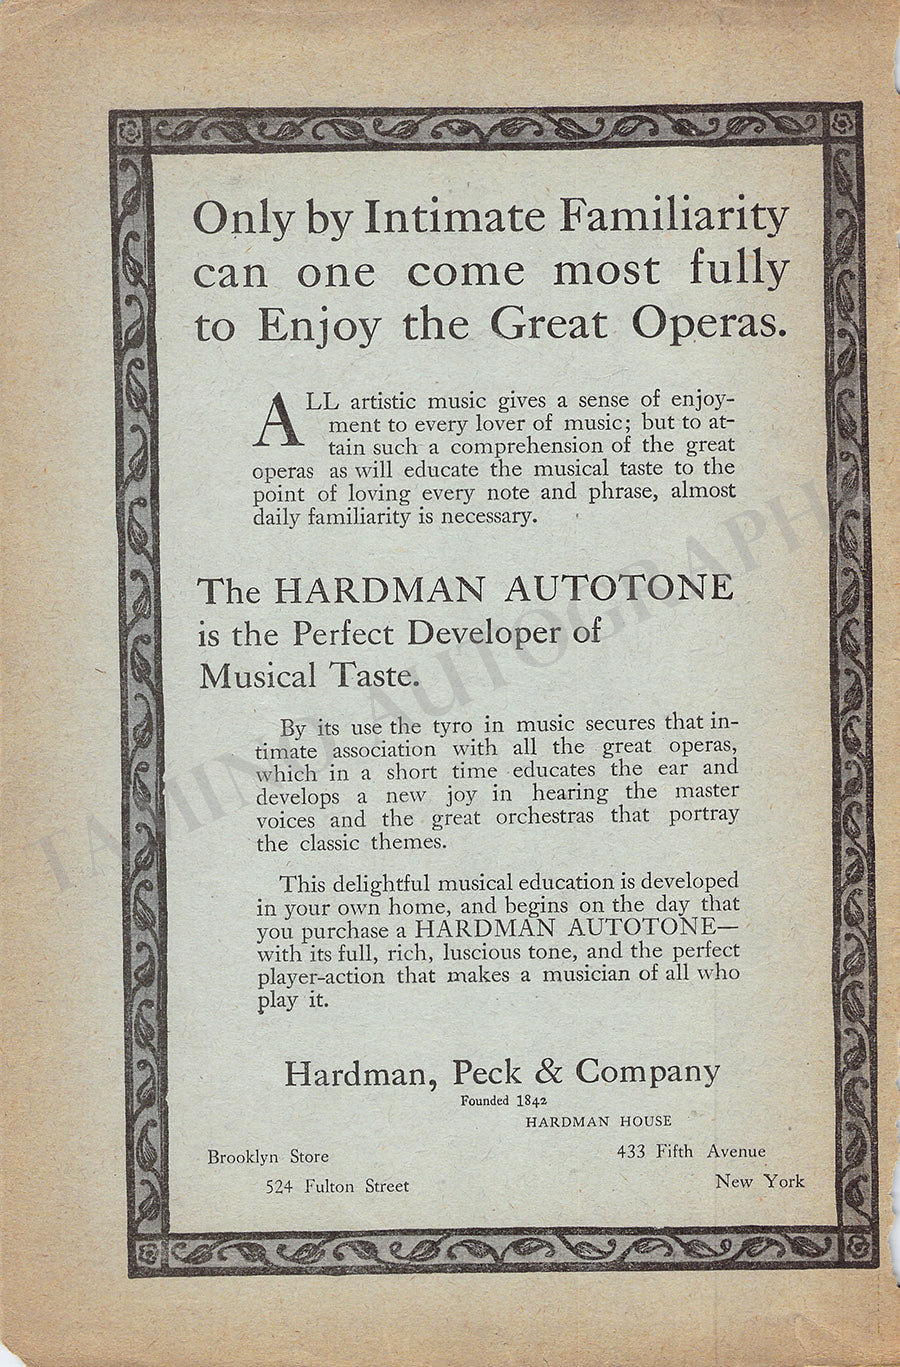 Only by Intimate Familiarity
can one come most fully
to Enjoy the Great Operas.
ALL artistic music gives a sense of enjoy-
ment to every lover of music; but to at-
tain such a comprehension of the great
operas as will educate the musical taste to the
point of loving every note and phrase, almost
daily familiarity is necessary.
The HARDMAN AUTOTONE
is the Perfect Developer of
Musical Taste.
By its use the tyro in music secures that in-
timate association with all the great operas,
which in a short time educates the ear and
develops a new joy in hearing the master
voices and the great orchestras that portray
the classic themes.
This delightful musical education is developed
in your own home, and begins on the day that
you purchase a HARDMAN AUTOTONE—
with its full, rich, luscious tone, and the perfect
player-action that makes a musician of all who
play it.
Hardman, Peck & Company
Founded 1842
HARDMAN HOUSE
Brooklyn Store
524 Fulton Street
433 Fifth Avenue
New York
TAMINO AUTOGRAPH